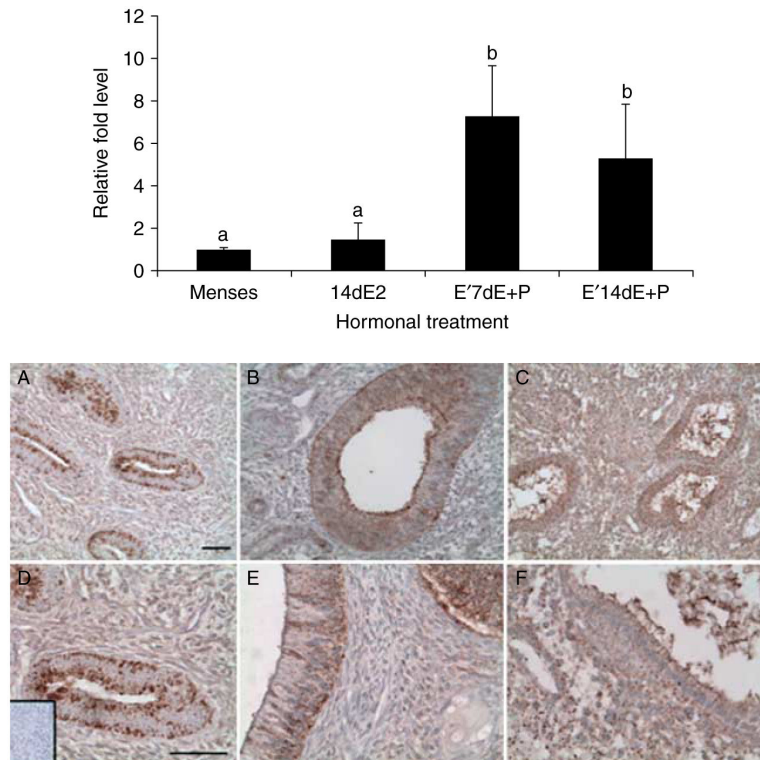 12
10
8
6
4
2
0
Relative fold level
a
a
b
b
Menses
14dE2
E′7dE+P
E′14dE+P
Hormonal treatment
A
B
C
D
E
F